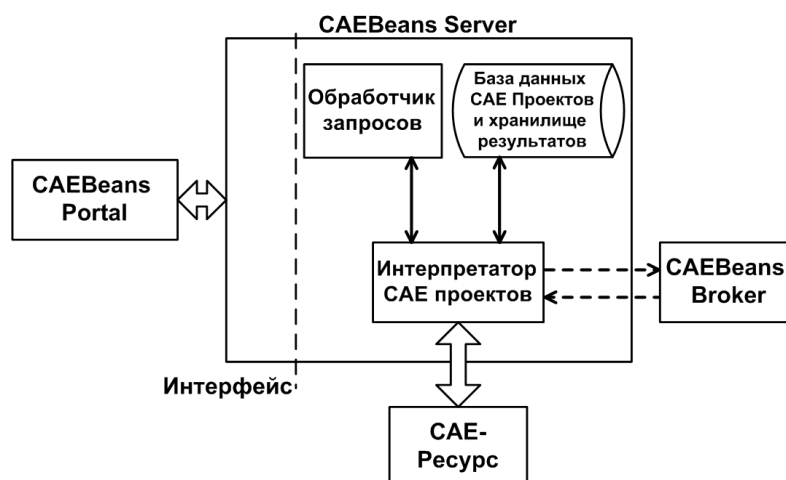 CAEBeans Server
Обработчик
запросов
База данных
CAE Проектов
и хранилище
результатов
CAEBeans
Portal
Интерпретатор
CAE проектов
CAEBeans
Broker
Интерфейс
CAE-
Ресурс